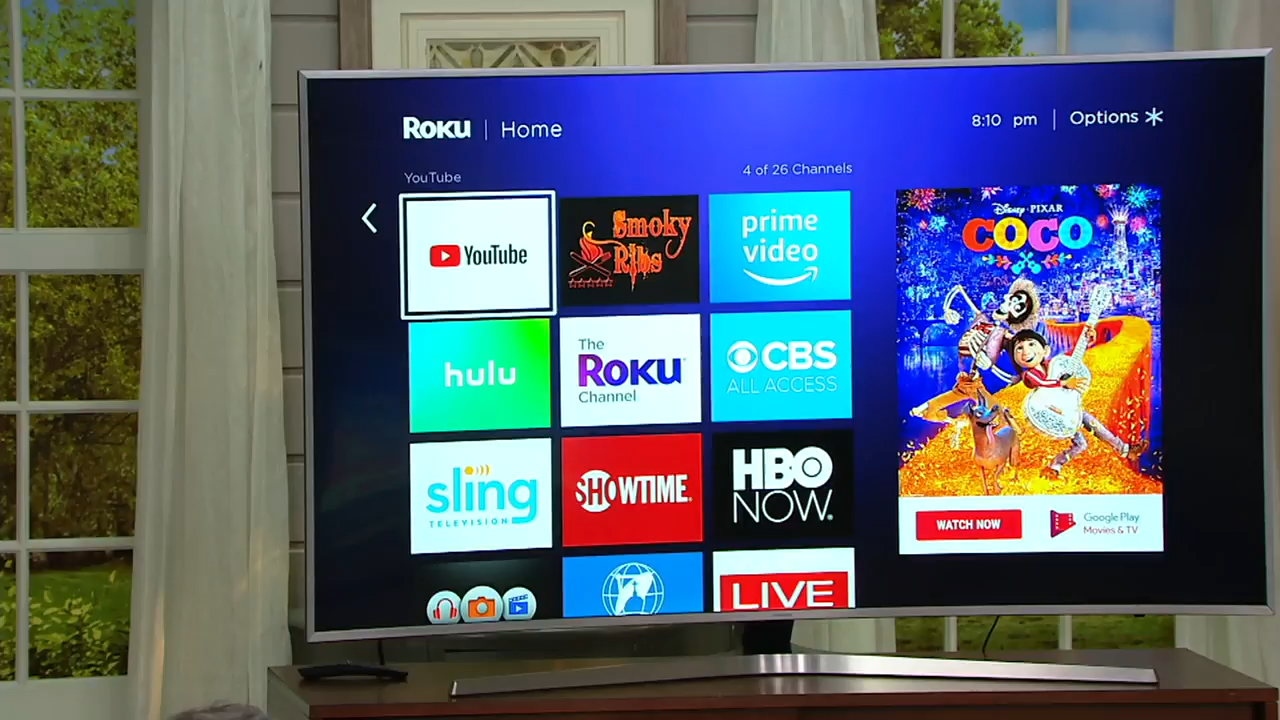 Roku | Home
8:10 pm | Options
YouTube
4 of 26 Channels
YouTube
Smoky
Ribs
prime
video
hulu
The
Roku
Channel
CBS
ALL ACCESS
sling
TELEVISION
SHOWTIME
HBO
NOW
LIVE
Disney · PIXAR
COCO
WATCH NOW
Google Play
Movies & TV